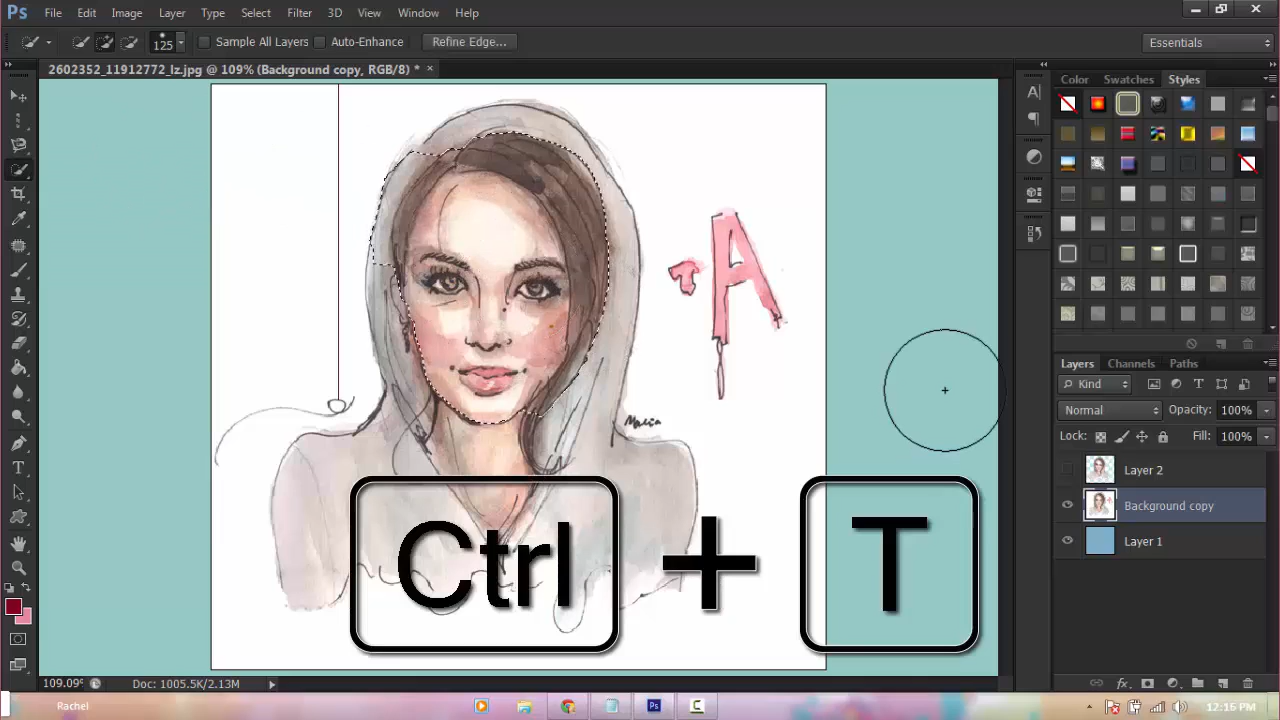 Ps File Edit Image Layer Type Select Filter 3D View Window Help
125 Sample All Layers Auto-Enhance Refine Edge... Essentials
2602352_11912772_lz.jpg @ 109% (Background copy, RGB/8) * ×
Color Swatches Styles
A
T
Malia
Layers Channels Paths
Kind
Normal Opacity: 100%
Lock: Fill: 100%
Layer 2
Background copy
Layer 1
Ctrl + T
109.09% Doc: 1005.5K/2.13M
Rachel 12:16 PM